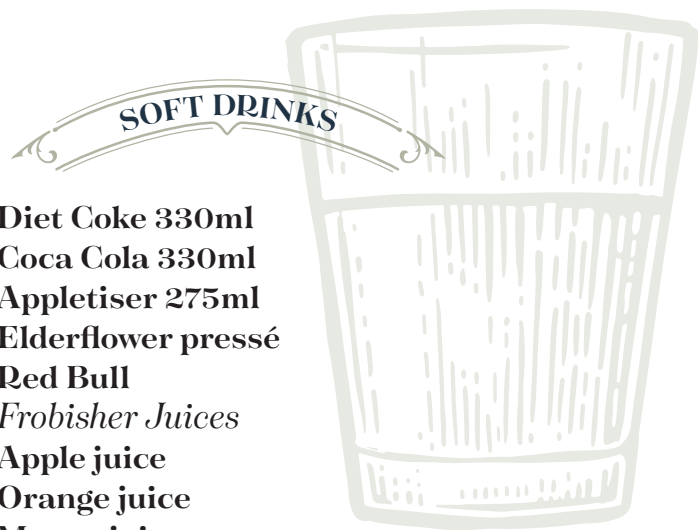 SOFT DRINKS
Diet Coke 330ml
Coca Cola 330ml
Appletiser 275ml
Elderflower pressé
Red Bull
Frobisher Juices
Apple juice
Orange juice